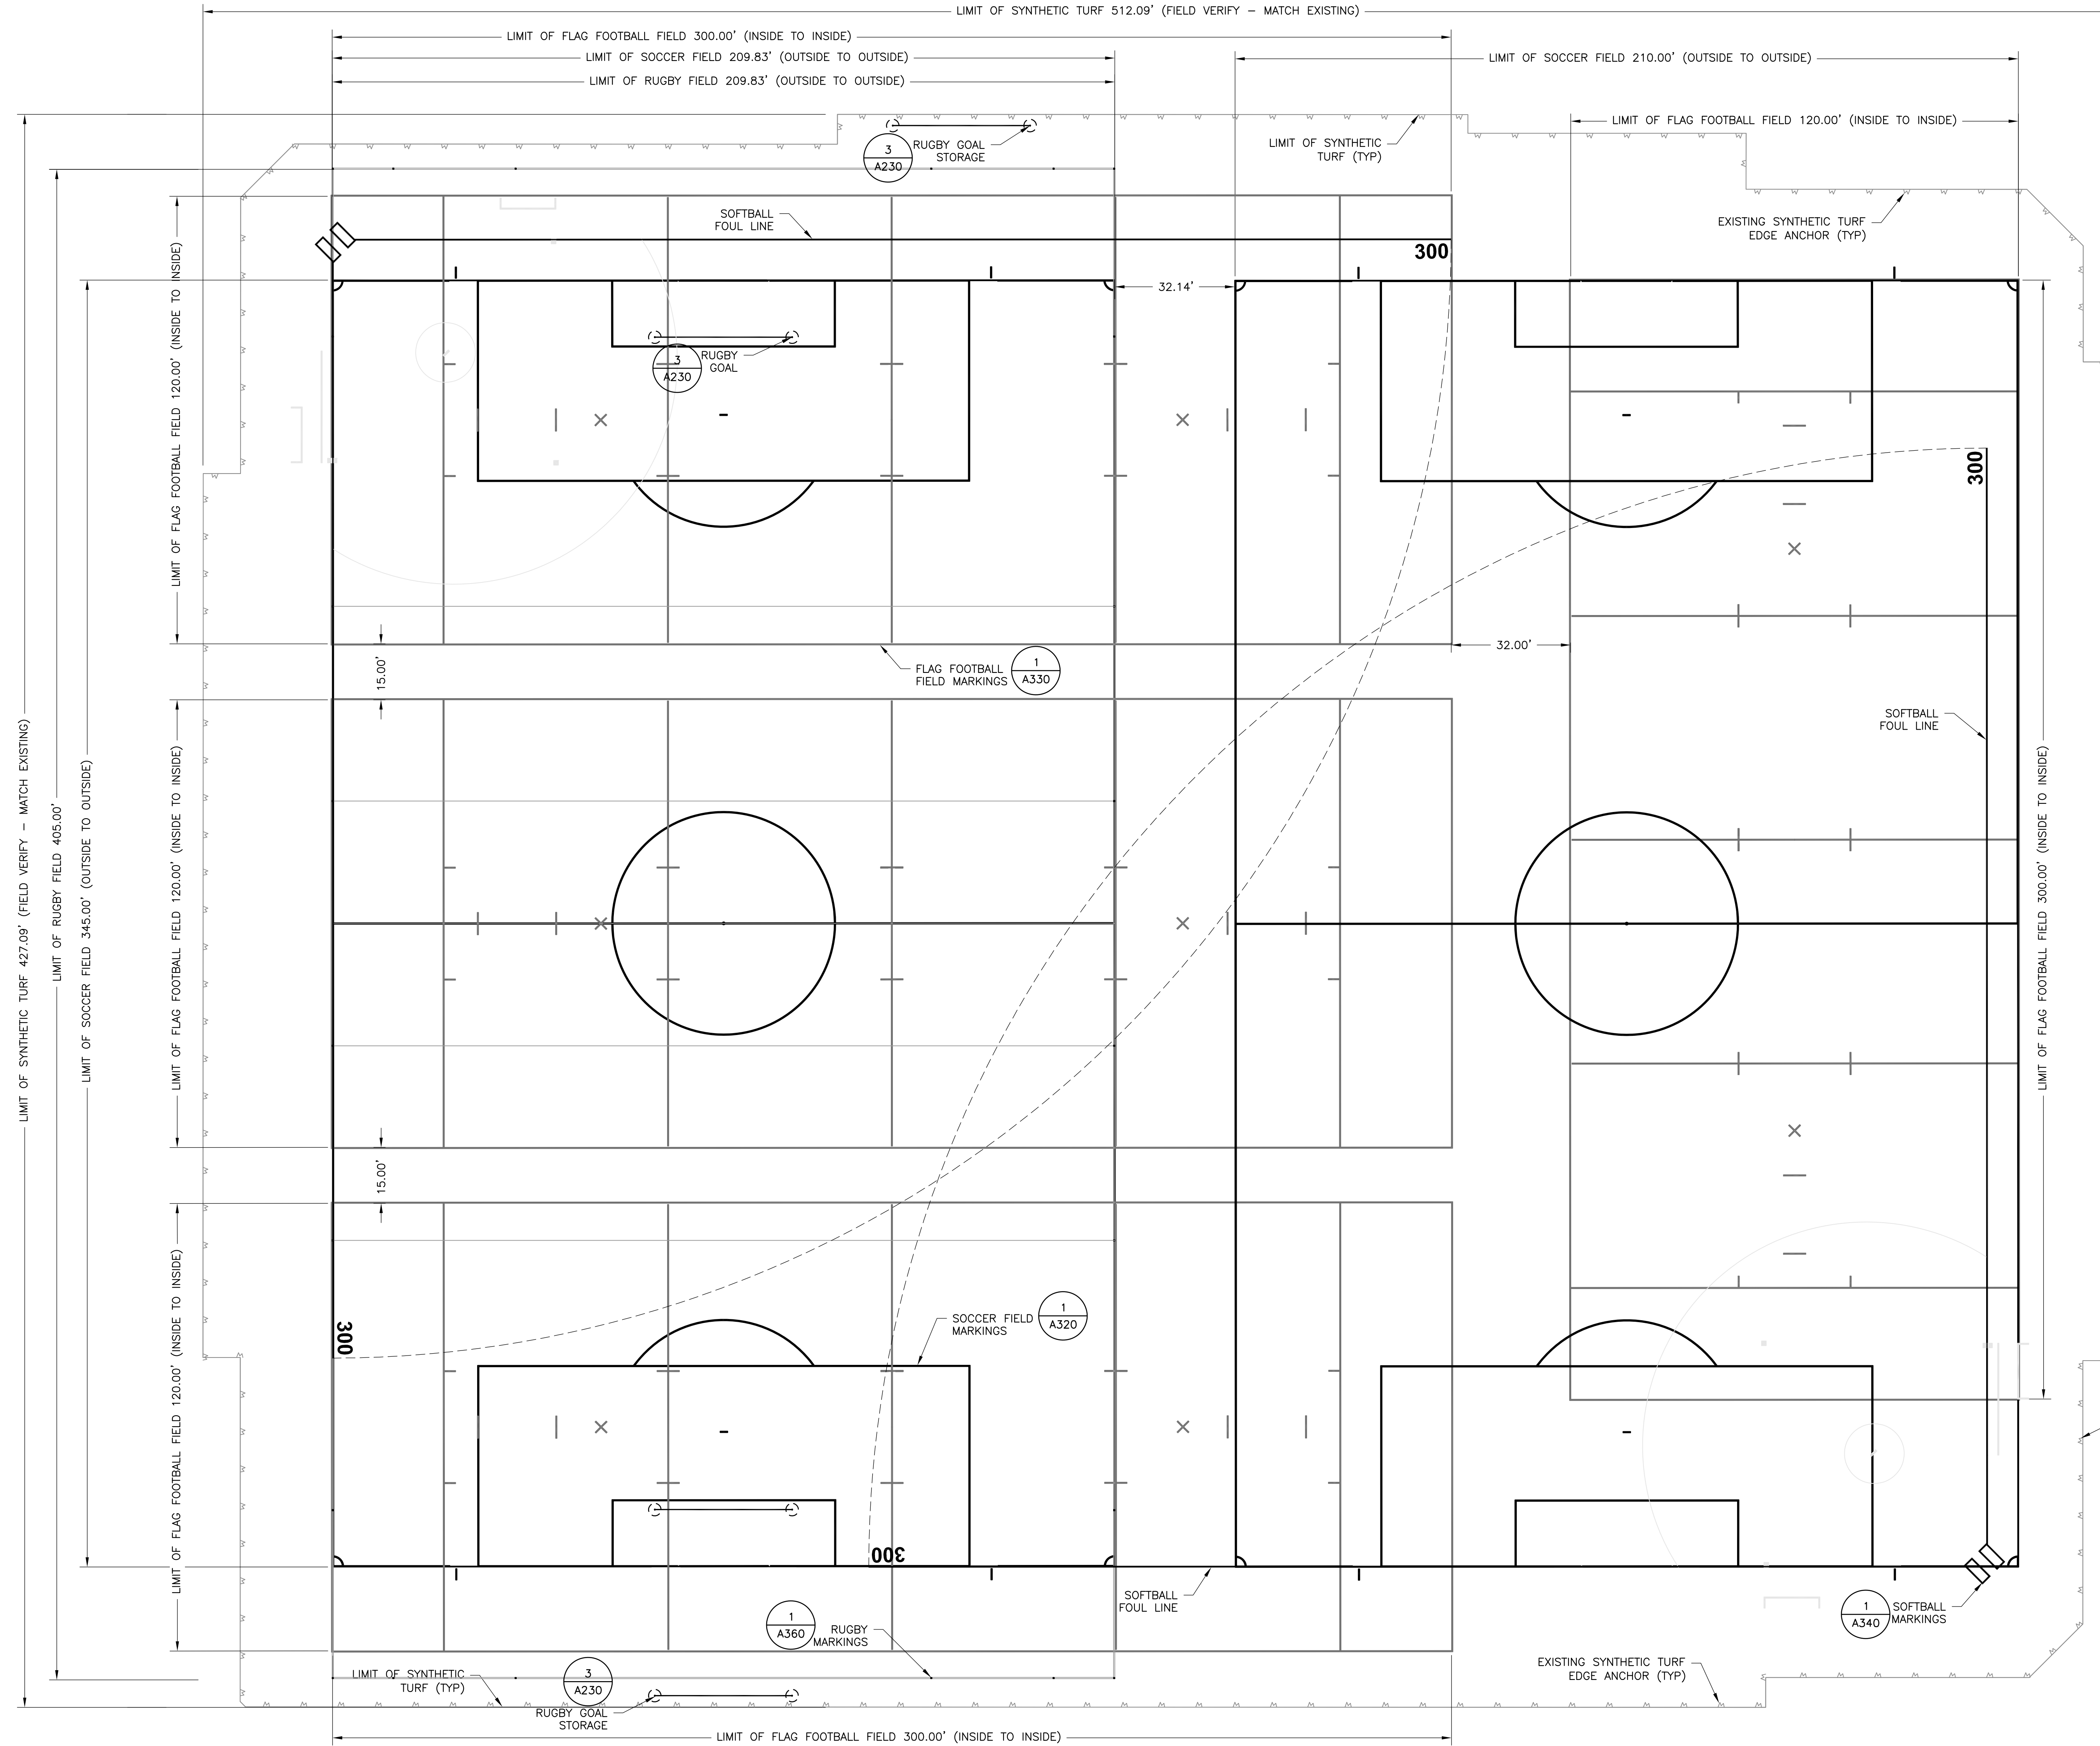 LIMIT OF SYNTHETIC TURF 512.09' (FIELD VERIFY – MATCH EXISTING)
LIMIT OF FLAG FOOTBALL FIELD 300.00' (INSIDE TO INSIDE)
LIMIT OF SOCCER FIELD 209.83' (OUTSIDE TO OUTSIDE)
LIMIT OF SOCCER FIELD 210.00' (OUTSIDE TO OUTSIDE)
LIMIT OF RUGBY FIELD 209.83' (OUTSIDE TO OUTSIDE)
LIMIT OF FLAG FOOTBALL FIELD 120.00' (INSIDE TO INSIDE)
3
A230
RUGBY GOAL
STORAGE
LIMIT OF SYNTHETIC
TURF (TYP)
SOFTBALL
FOUL LINE
EXISTING SYNTHETIC TURF
EDGE ANCHOR (TYP)
300
32.14'
3
A230
RUGBY
GOAL
LIMIT OF FLAG FOOTBALL FIELD 120.00' (INSIDE TO INSIDE)
300
15.00'
FLAG FOOTBALL
FIELD MARKINGS
1
A330
32.00'
SOFTBALL
FOUL LINE
LIMIT OF SYNTHETIC TURF 427.09' (FIELD VERIFY – MATCH EXISTING)
LIMIT OF RUGBY FIELD 405.00'
LIMIT OF SOCCER FIELD 345.00' (OUTSIDE TO OUTSIDE)
LIMIT OF FLAG FOOTBALL FIELD 120.00' (INSIDE TO INSIDE)
LIMIT OF FLAG FOOTBALL FIELD 300.00' (INSIDE TO INSIDE)
15.00'
LIMIT OF FLAG FOOTBALL FIELD 120.00' (INSIDE TO INSIDE)
300
SOCCER FIELD
MARKINGS
1
A320
300
SOFTBALL
FOUL LINE
1
A340
SOFTBALL
MARKINGS
1
A360
RUGBY
MARKINGS
LIMIT OF SYNTHETIC
TURF (TYP)
3
A230
RUGBY GOAL
STORAGE
EXISTING SYNTHETIC TURF
EDGE ANCHOR (TYP)
LIMIT OF FLAG FOOTBALL FIELD 300.00' (INSIDE TO INSIDE)